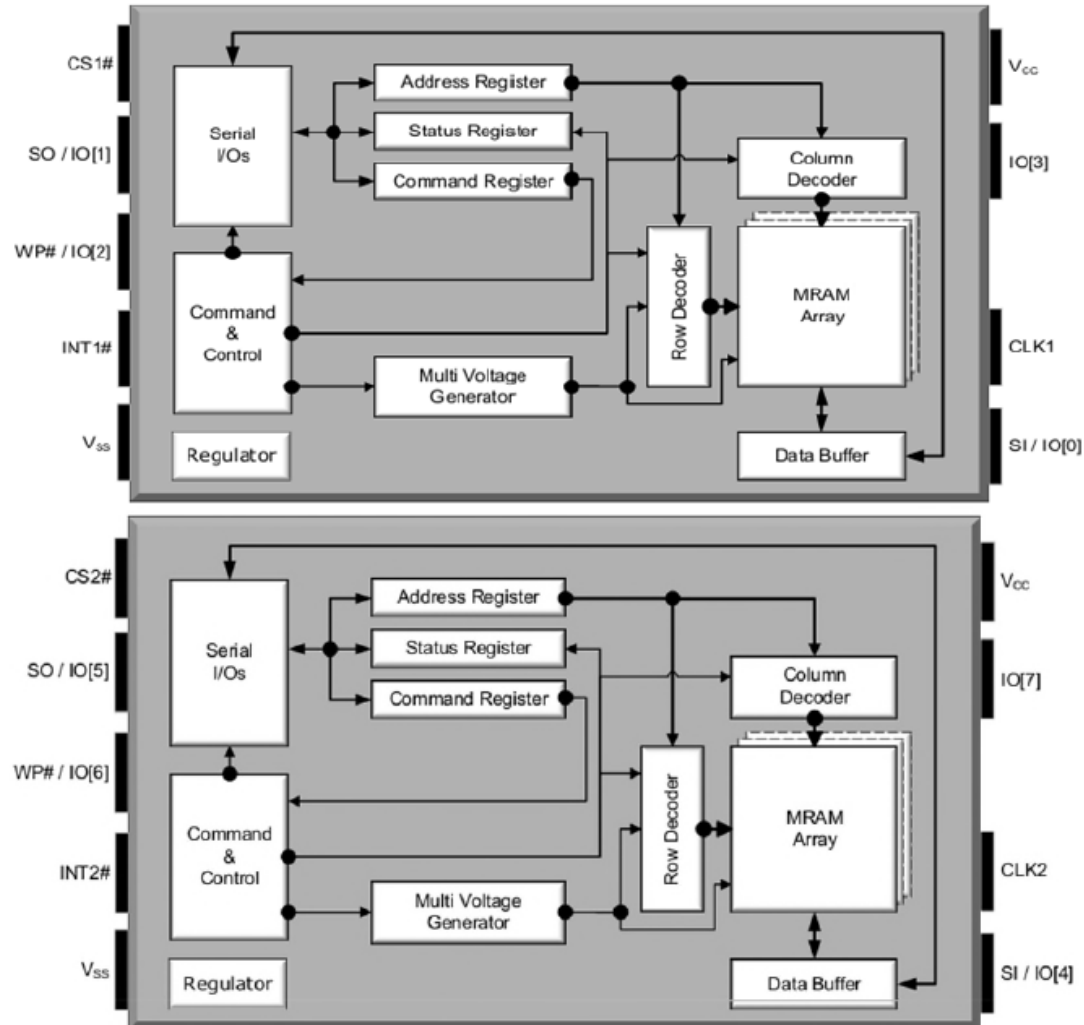 CS1#
SO / IO[1]
WP# / IO[2]
INT1#
Vss
Serial
I/Os
Command
&
Control
Regulator
Address Register
Status Register
Command Register
Multi Voltage
Generator
Row Decoder
Column
Decoder
MRAM
Array
Data Buffer
Vcc
IO[3]
CLK1
SI / IO[0]
CS2#
SO / IO[5]
WP# / IO[6]
INT2#
Vss
Serial
I/Os
Command
&
Control
Regulator
Address Register
Status Register
Command Register
Multi Voltage
Generator
Row Decoder
Column
Decoder
MRAM
Array
Data Buffer
Vcc
IO[7]
CLK2
SI / IO[4]